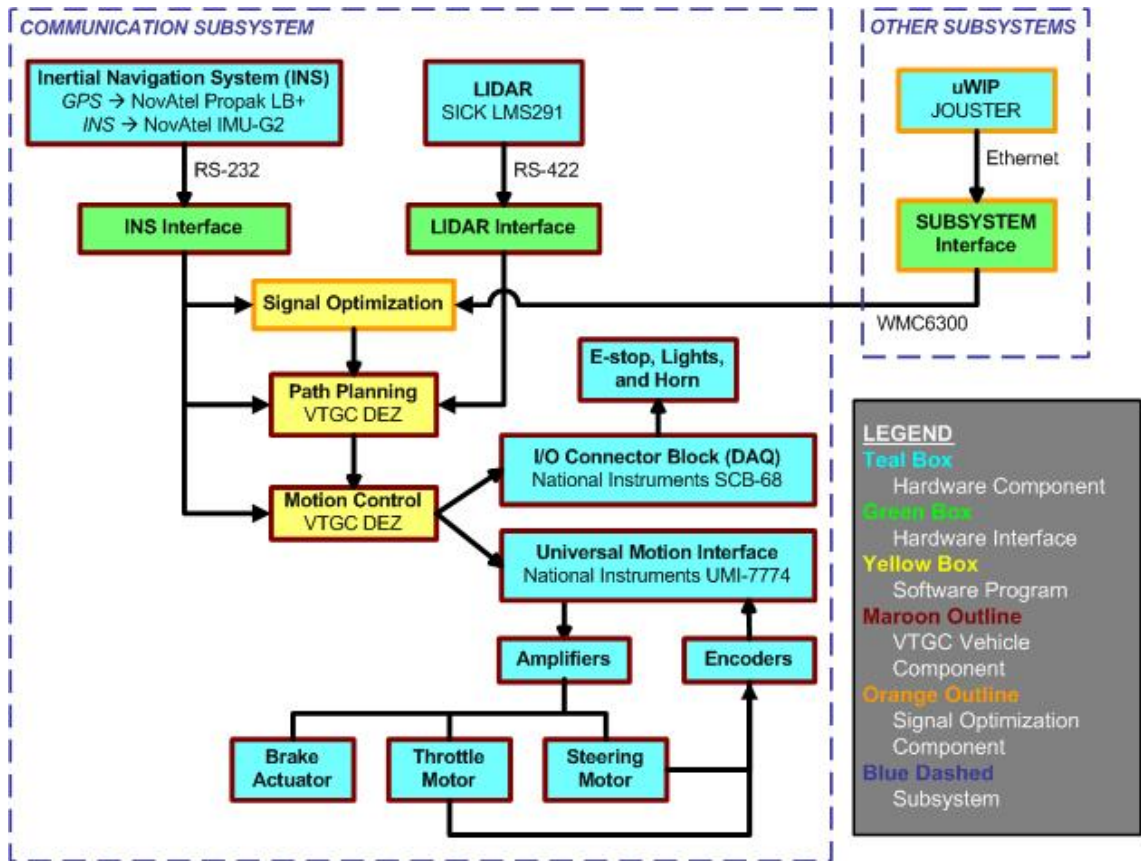 COMMUNICATION SUBSYSTEM
OTHER SUBSYSTEMS
Inertial Navigation System (INS)
GPS → NovAtel Propak LB+
INS → NovAtel IMU-G2
LIDAR
SICK LMS291
uWIP
JOUSTER
RS-232
RS-422
Ethernet
INS Interface
LIDAR Interface
SUBSYSTEM
Interface
Signal Optimization
WMC6300
E-stop, Lights,
and Horn
Path Planning
VTGC DEZ
I/O Connector Block (DAQ)
National Instruments SCB-68
Motion Control
VTGC DEZ
Universal Motion Interface
National Instruments UMI-7774
Amplifiers
Encoders
Brake
Actuator
Throttle
Motor
Steering
Motor
LEGEND
Teal Box
Hardware Component
Green Box
Hardware Interface
Yellow Box
Software Program
Maroon Outline
VTGC Vehicle
Component
Orange Outline
Signal Optimization
Component
Blue Dashed
Subsystem